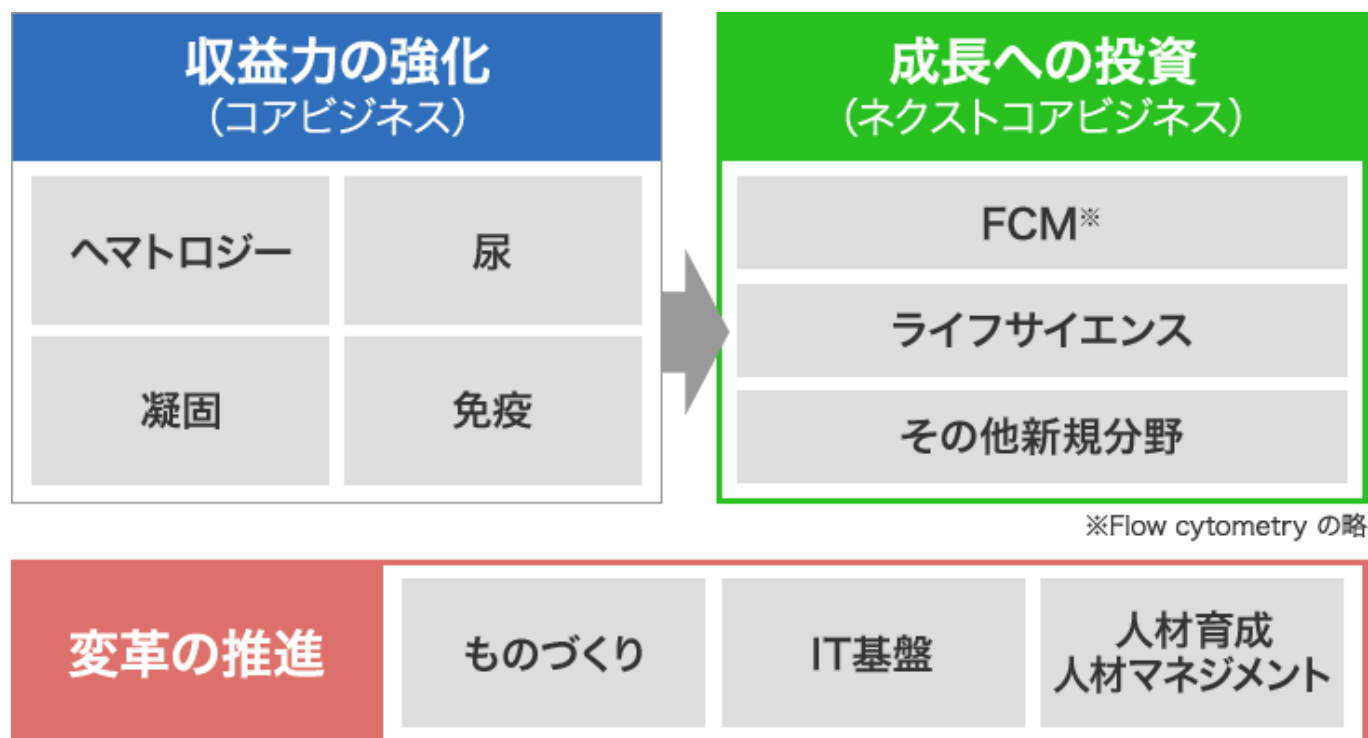 収益力の強化
(コアビジネス)
ヘマトロジー
尿
凝固
免疫
成長への投資
(ネクストコアビジネス)
FCM※
ライフサイエンス
その他新規分野
※Flow cytometry の略
変革の推進
ものづくり
IT基盤
人材育成
人材マネジメント